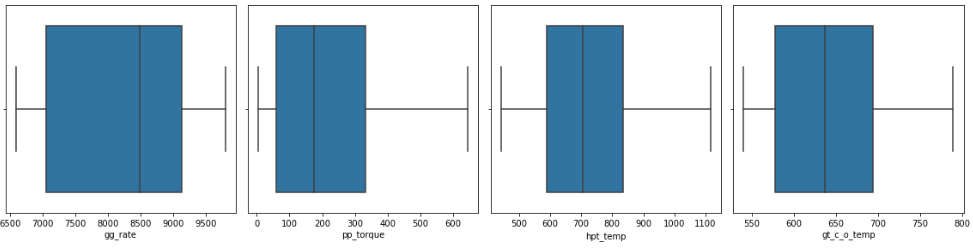 6500 7000 7500 8000 8500 9000 9500
gg_rate
0 100 200 300 400 500 600
pp_torque
500 600 700 800 900 1000 1100
hpt_temp
550 600 650 700 750 800
gt_c_o_temp